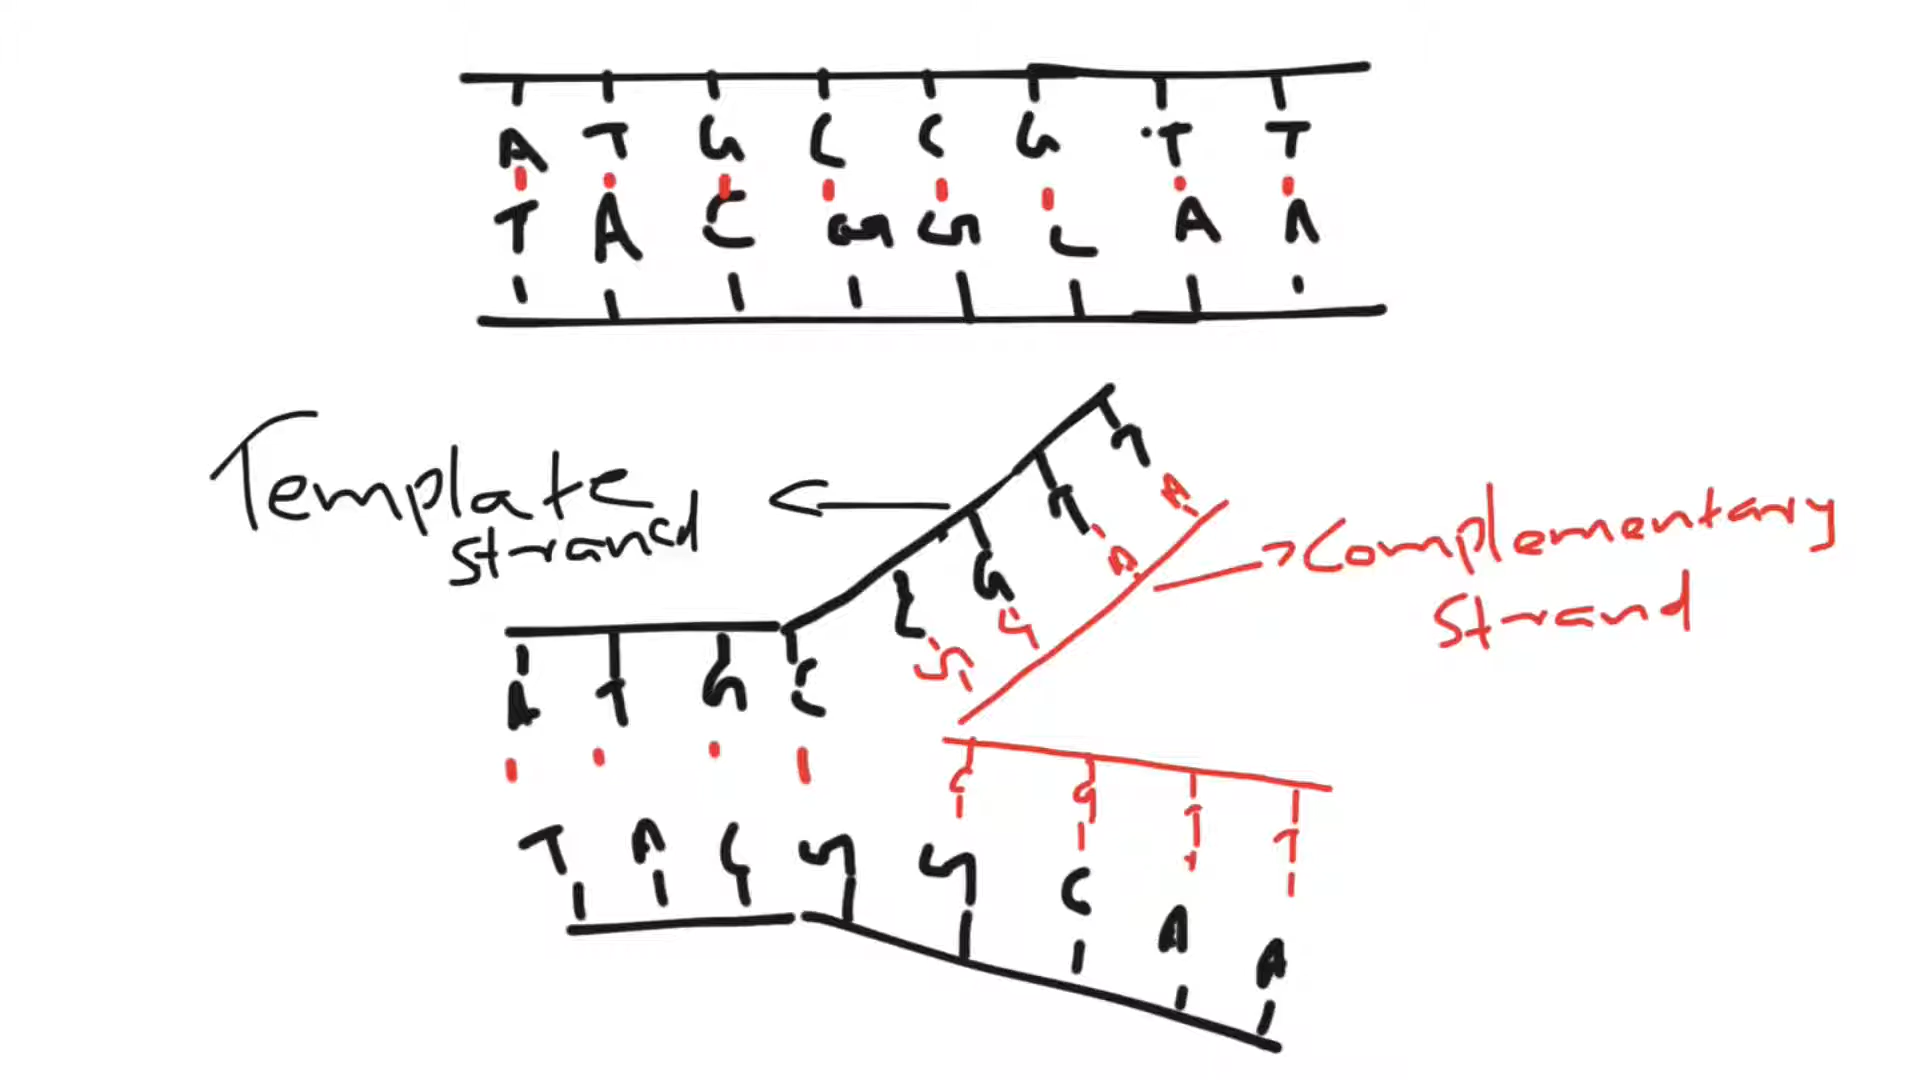 A T G C C G T T
T A C G G C A A
Template
strand
Complementary
strand
T
T
A
G
A
C
C
G
A T G C
C G T T
T A C G G C A A